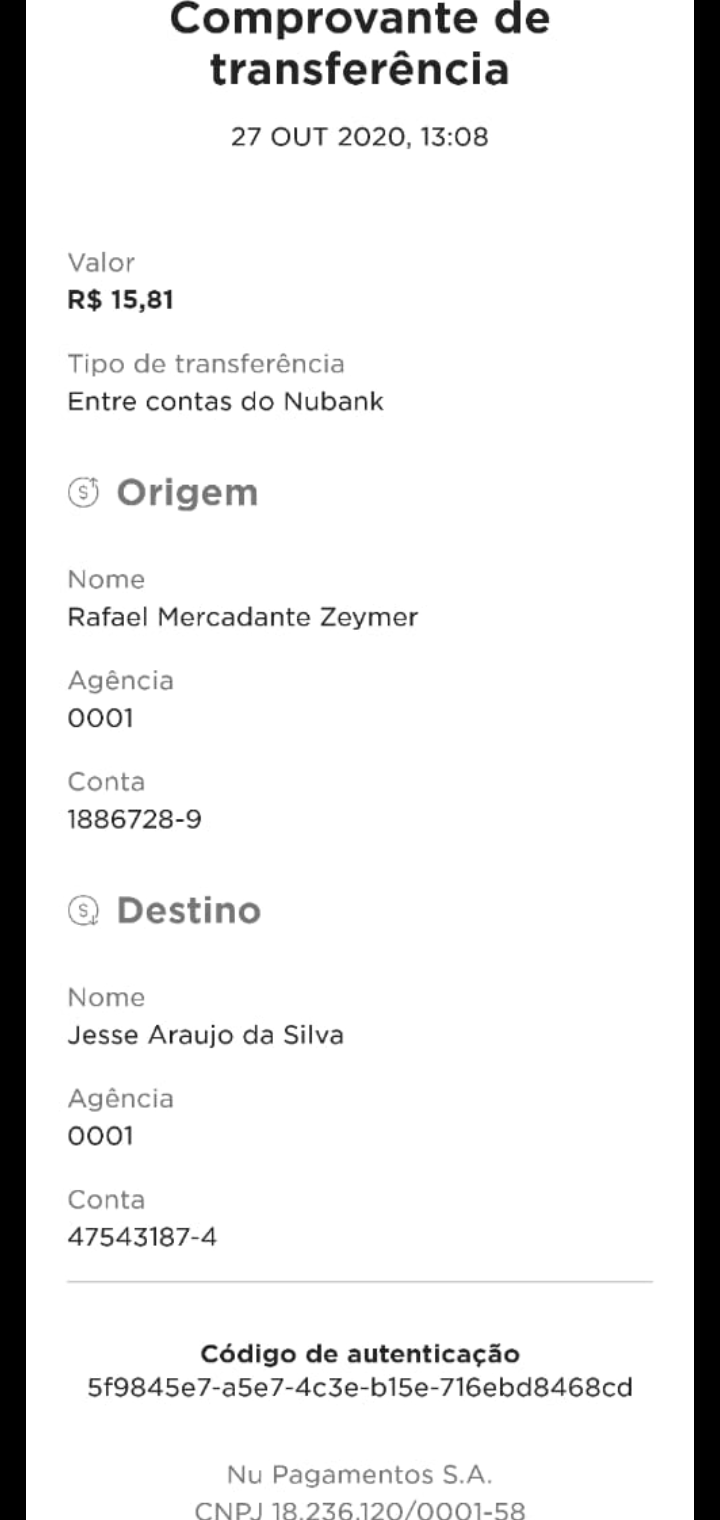 Comprovante de
transferência
27 OUT 2020, 13:08
Valor
R$ 15,81
Tipo de transferência
Entre contas do Nubank
Origem
Nome
Rafael Mercadante Zeymer
Agência
0001
Conta
1886728-9
Destino
Nome
Jesse Araujo da Silva
Agência
0001
Conta
47543187-4
Código de autenticação
5f9845e7-a5e7-4c3e-b15e-716ebd8468cd
Nu Pagamentos S.A.
CNPJ 18.236.120/0001-58